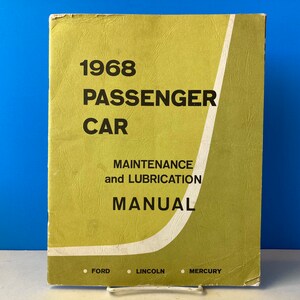 1968
PASSENGER
CAR
MAINTENANCE
and LUBRICATION
MANUAL
• FORD • LINCOLN • MERCURY